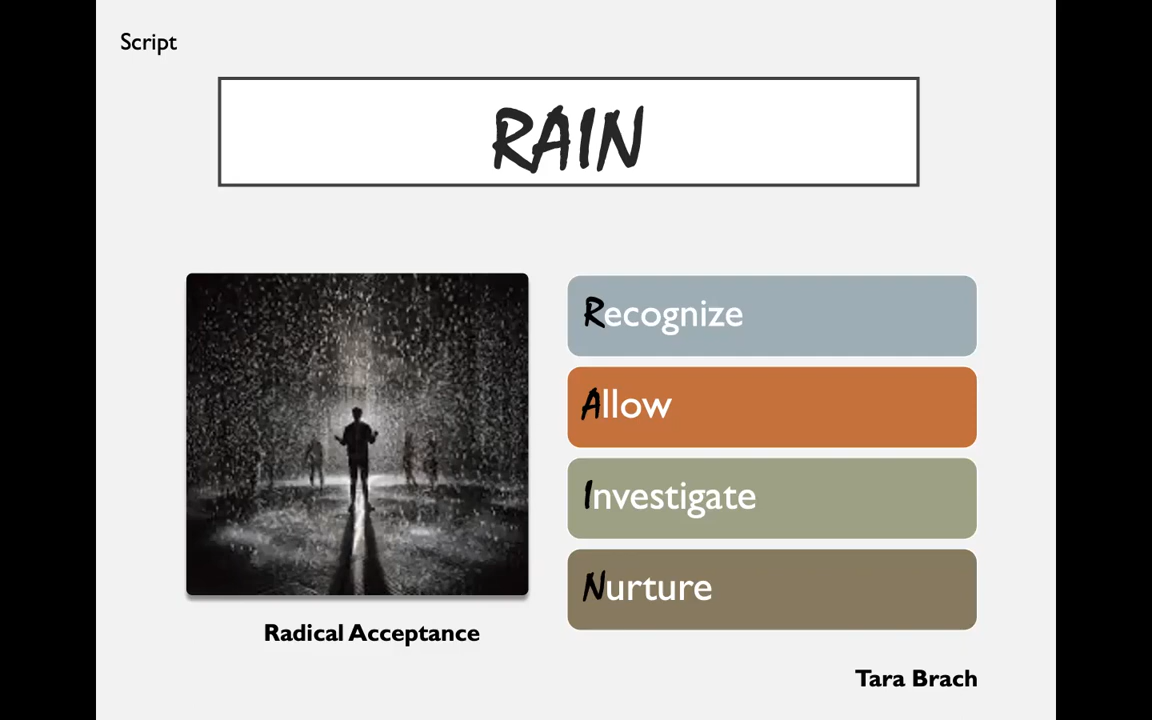 Script
RAIN
Recognize
Allow
Investigate
Nurture
Radical Acceptance
Tara Brach